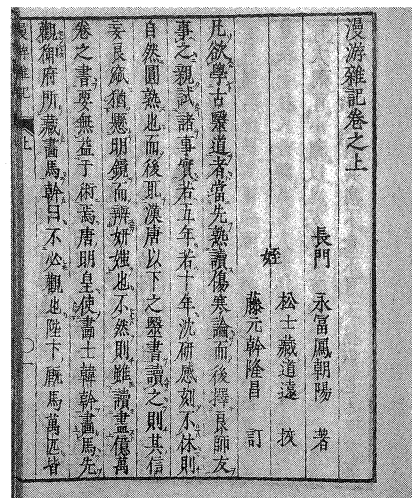 漫游雜記卷之上
長門 永富鳳朝陽 著
姪 松士藏道遠 挍
藤元幹隆昌 訂
凡欲學古醫道者當先熟讀傷寒論而後擇良師友
事之親試諸事實若五年若十年沈研感刻不休則
自然圓熟也而後取漢唐以下之醫書讀之則其信
妄良窳猶懸明鏡而辨妍媸也不然則雖讀盡億萬
卷之書要無益于術焉唐明皇使畫士韓幹畫馬先
觀御府所藏畫馬幹曰不必觀也陛下厩馬萬匹皆
漫游雜記
上